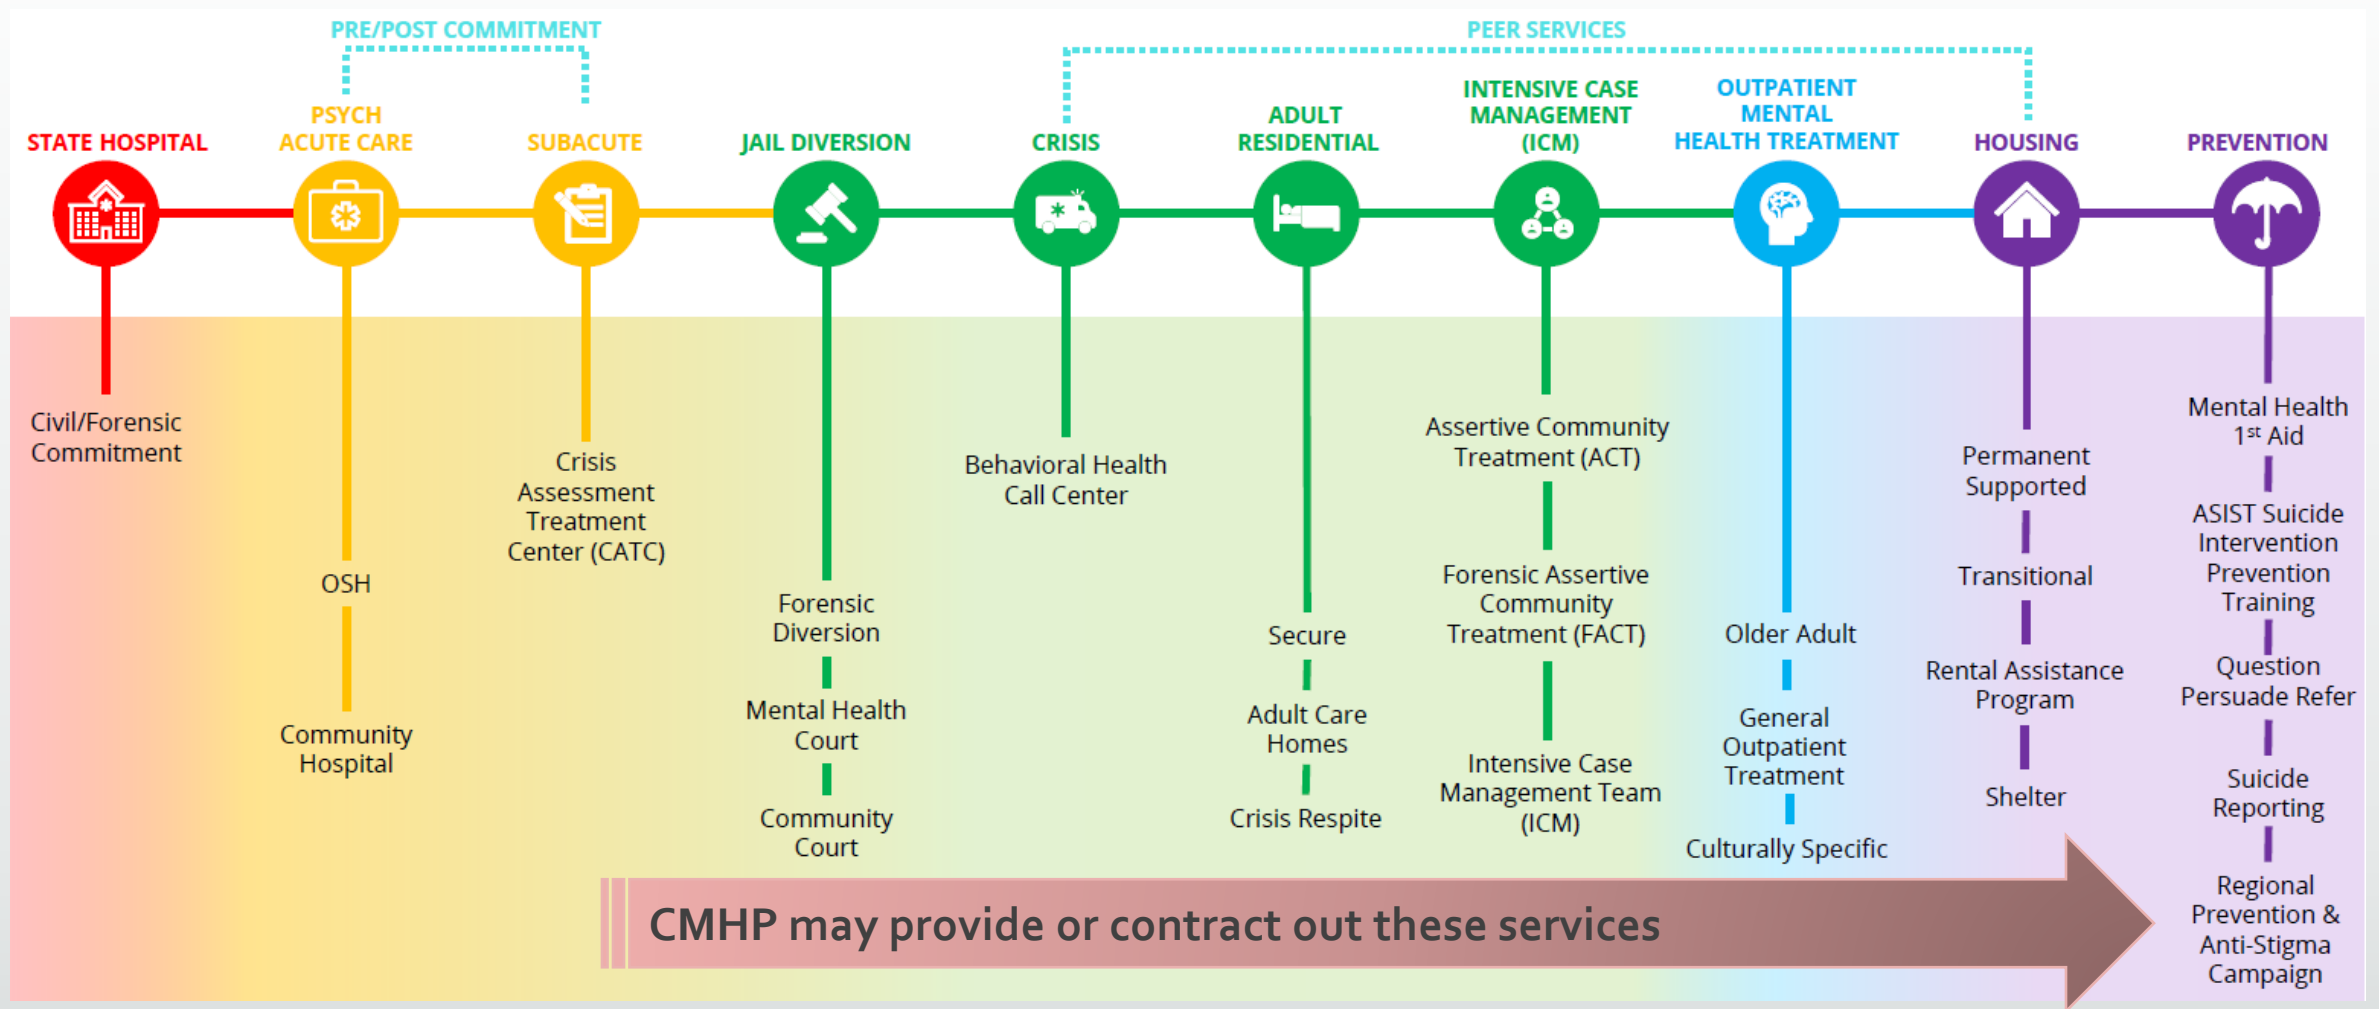 PRE/POST COMMITMENT
PEER SERVICES
STATE HOSPITAL
PSYCH
ACUTE CARE
SUBACUTE
JAIL DIVERSION
CRISIS
ADULT
RESIDENTIAL
INTENSIVE CASE
MANAGEMENT
(ICM)
OUTPATIENT
MENTAL
HEALTH TREATMENT
HOUSING
PREVENTION
Civil/Forensic
Commitment
OSH
Community
Hospital
Crisis
Assessment
Treatment
Center (CATC)
Forensic
Diversion
Mental Health
Court
Community
Court
Behavioral Health
Call Center
Secure
Adult Care
Homes
Crisis Respite
Assertive Community
Treatment (ACT)
Forensic Assertive
Community
Treatment (FACT)
Intensive Case
Management Team
(ICM)
Older Adult
General
Outpatient
Treatment
Culturally Specific
Permanent
Supported
Transitional
Rental Assistance
Program
Shelter
Mental Health
1st Aid
ASIST Suicide
Intervention
Prevention
Training
Question
Persuade Refer
Suicide
Reporting
Regional
Prevention &
Anti-Stigma
Campaign
CMHP may provide or contract out these services